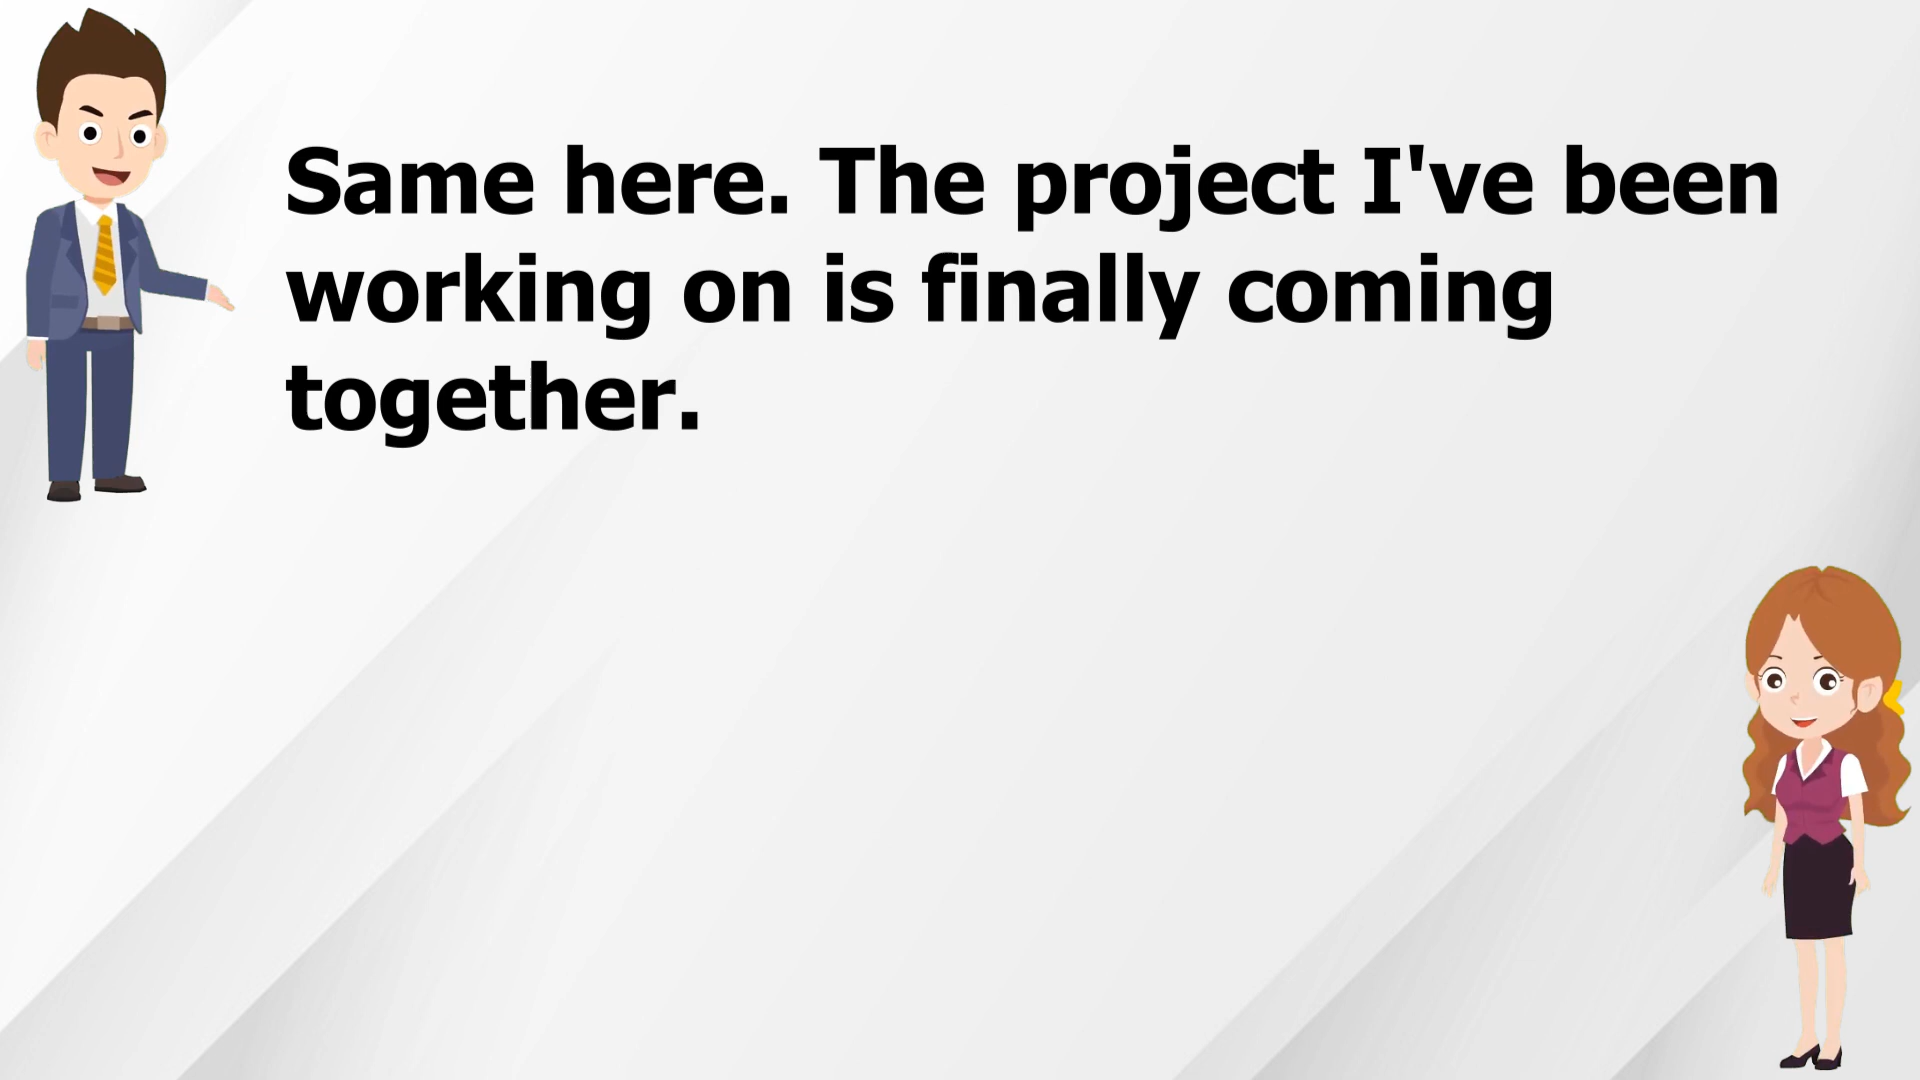 Same here. The project I've been
working on is finally coming
together.